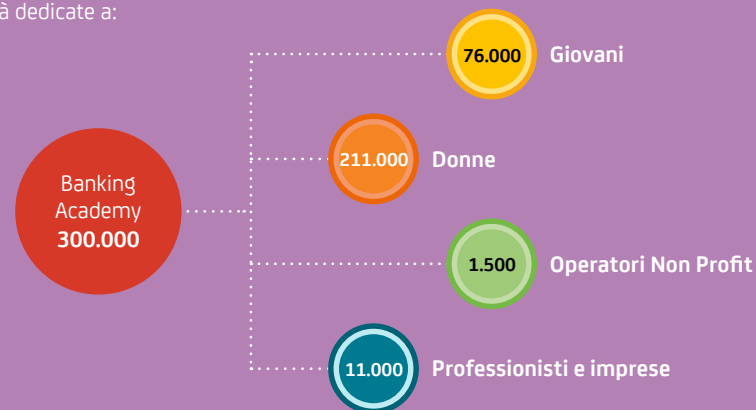 à dedicate a:
76.000 Giovani
211.000 Donne
Banking
Academy
300.000
1.500 Operatori Non Profit
11.000 Professionisti e imprese